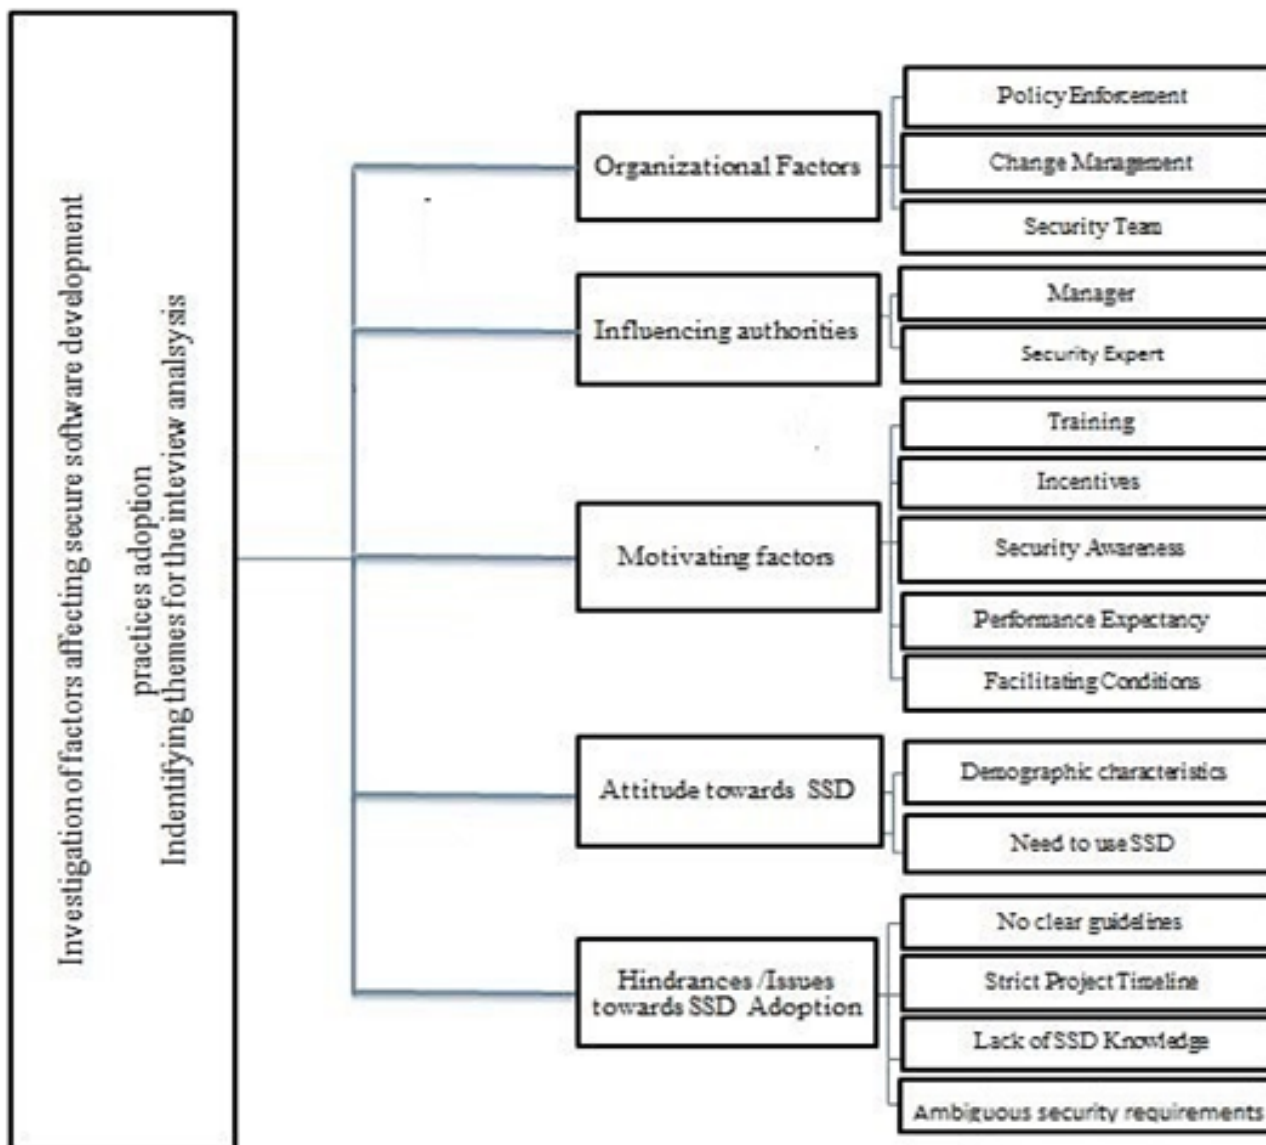 Investigation of factors affecting secure software development
practices adoption
Indentifying themes for the inteview analsysis
Organizational Factors
Policy Enforcement
Change Management
Security Team
Influencing authorities
Manager
Security Expert
Motivating factors
Training
Incentives
Security Awareness
Performance Expectancy
Facilitating Conditions
Attitude towards SSD
Demographic characteristics
Need to use SSD
Hindrances /Issues
towards SSD Adoption
No clear guidelines
Strict Project Timeline
Lack of SSD Knowledge
Ambiguous security requirements